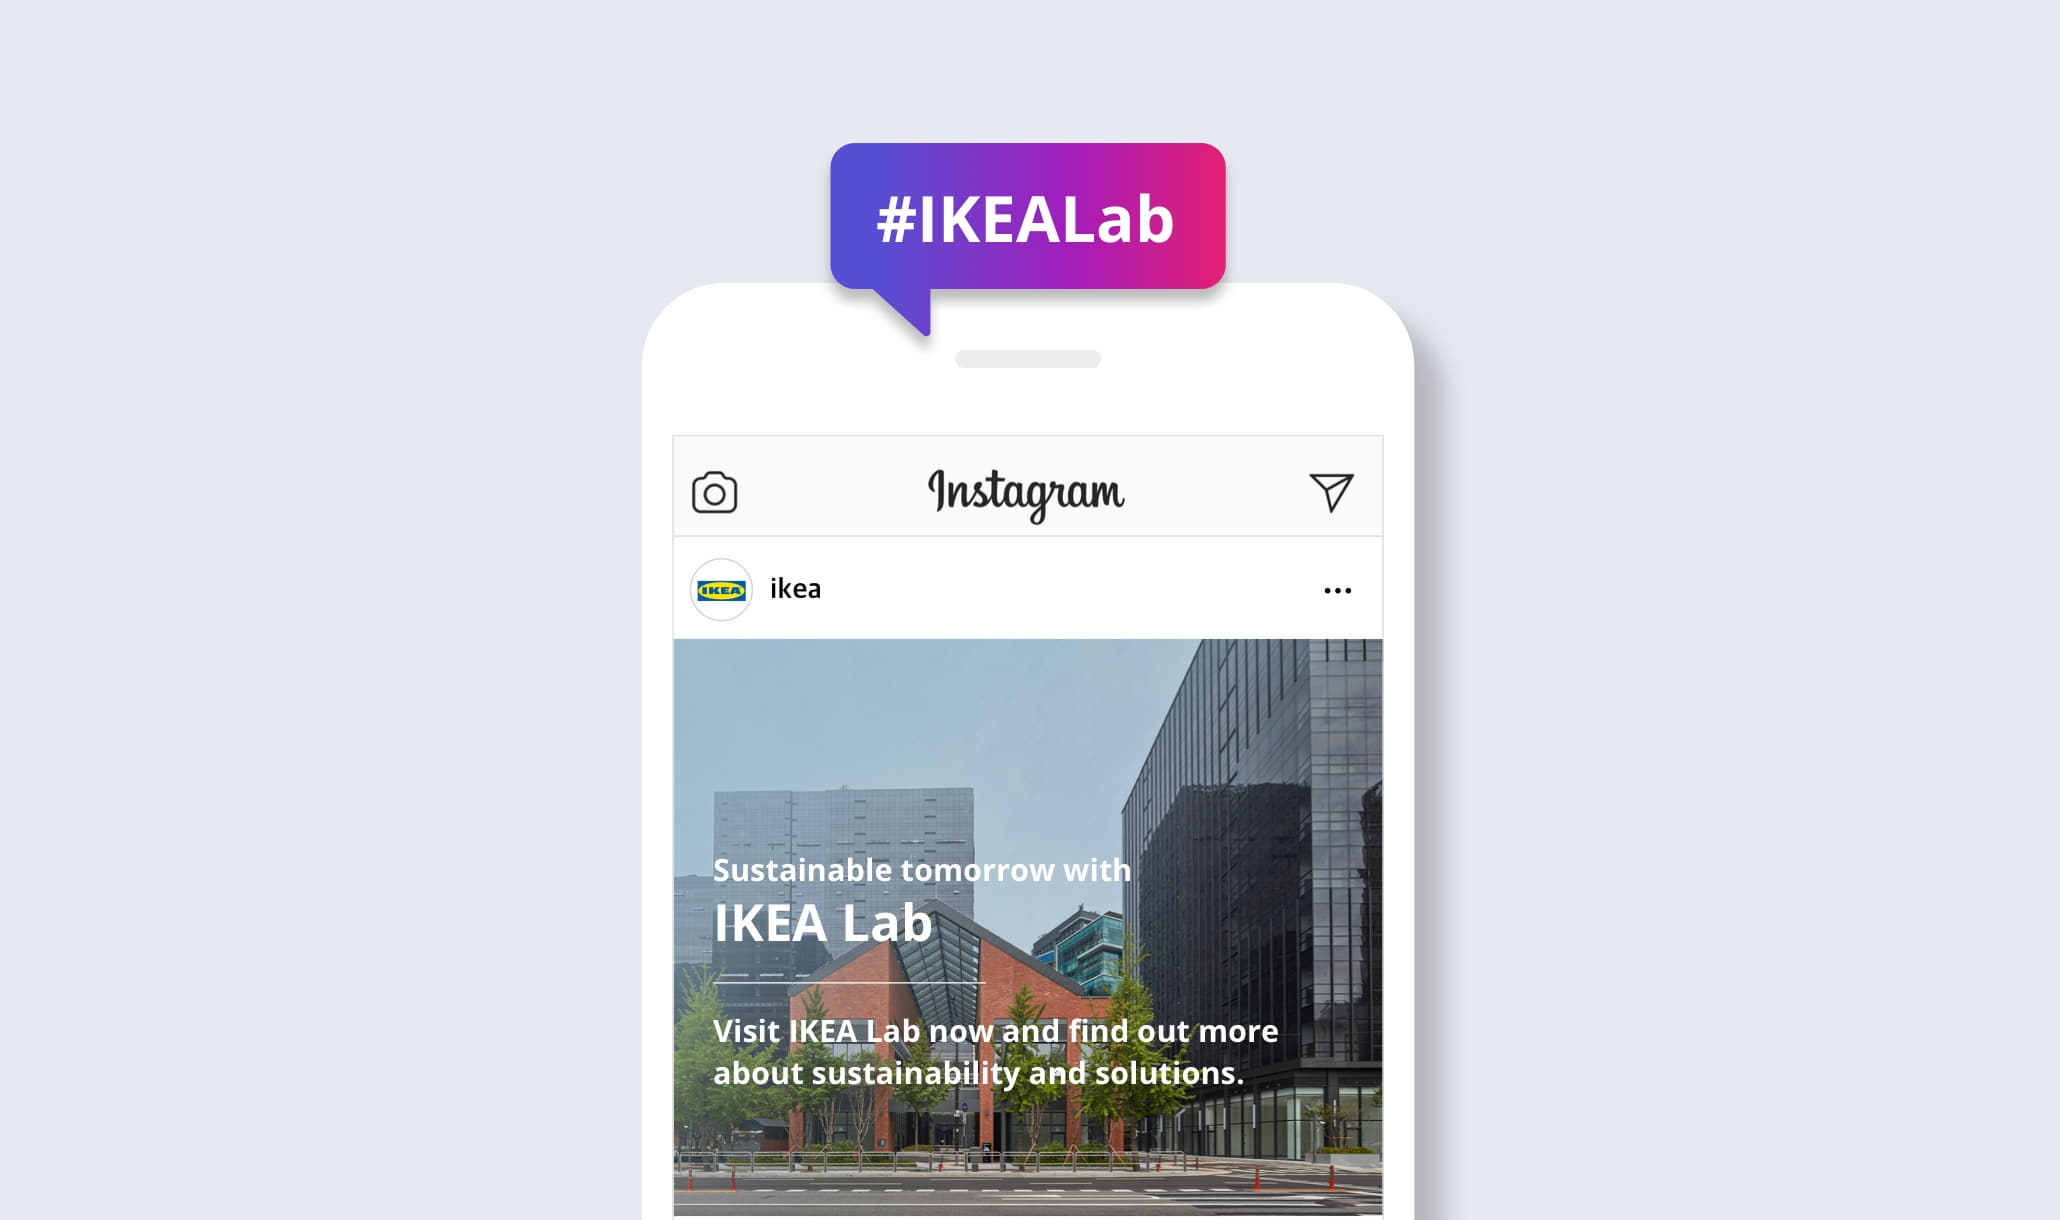 #IKEALab
Instagram
IKEA
ikea
Sustainable tomorrow with
IKEA Lab
Visit IKEA Lab now and find out more
about sustainability and solutions.